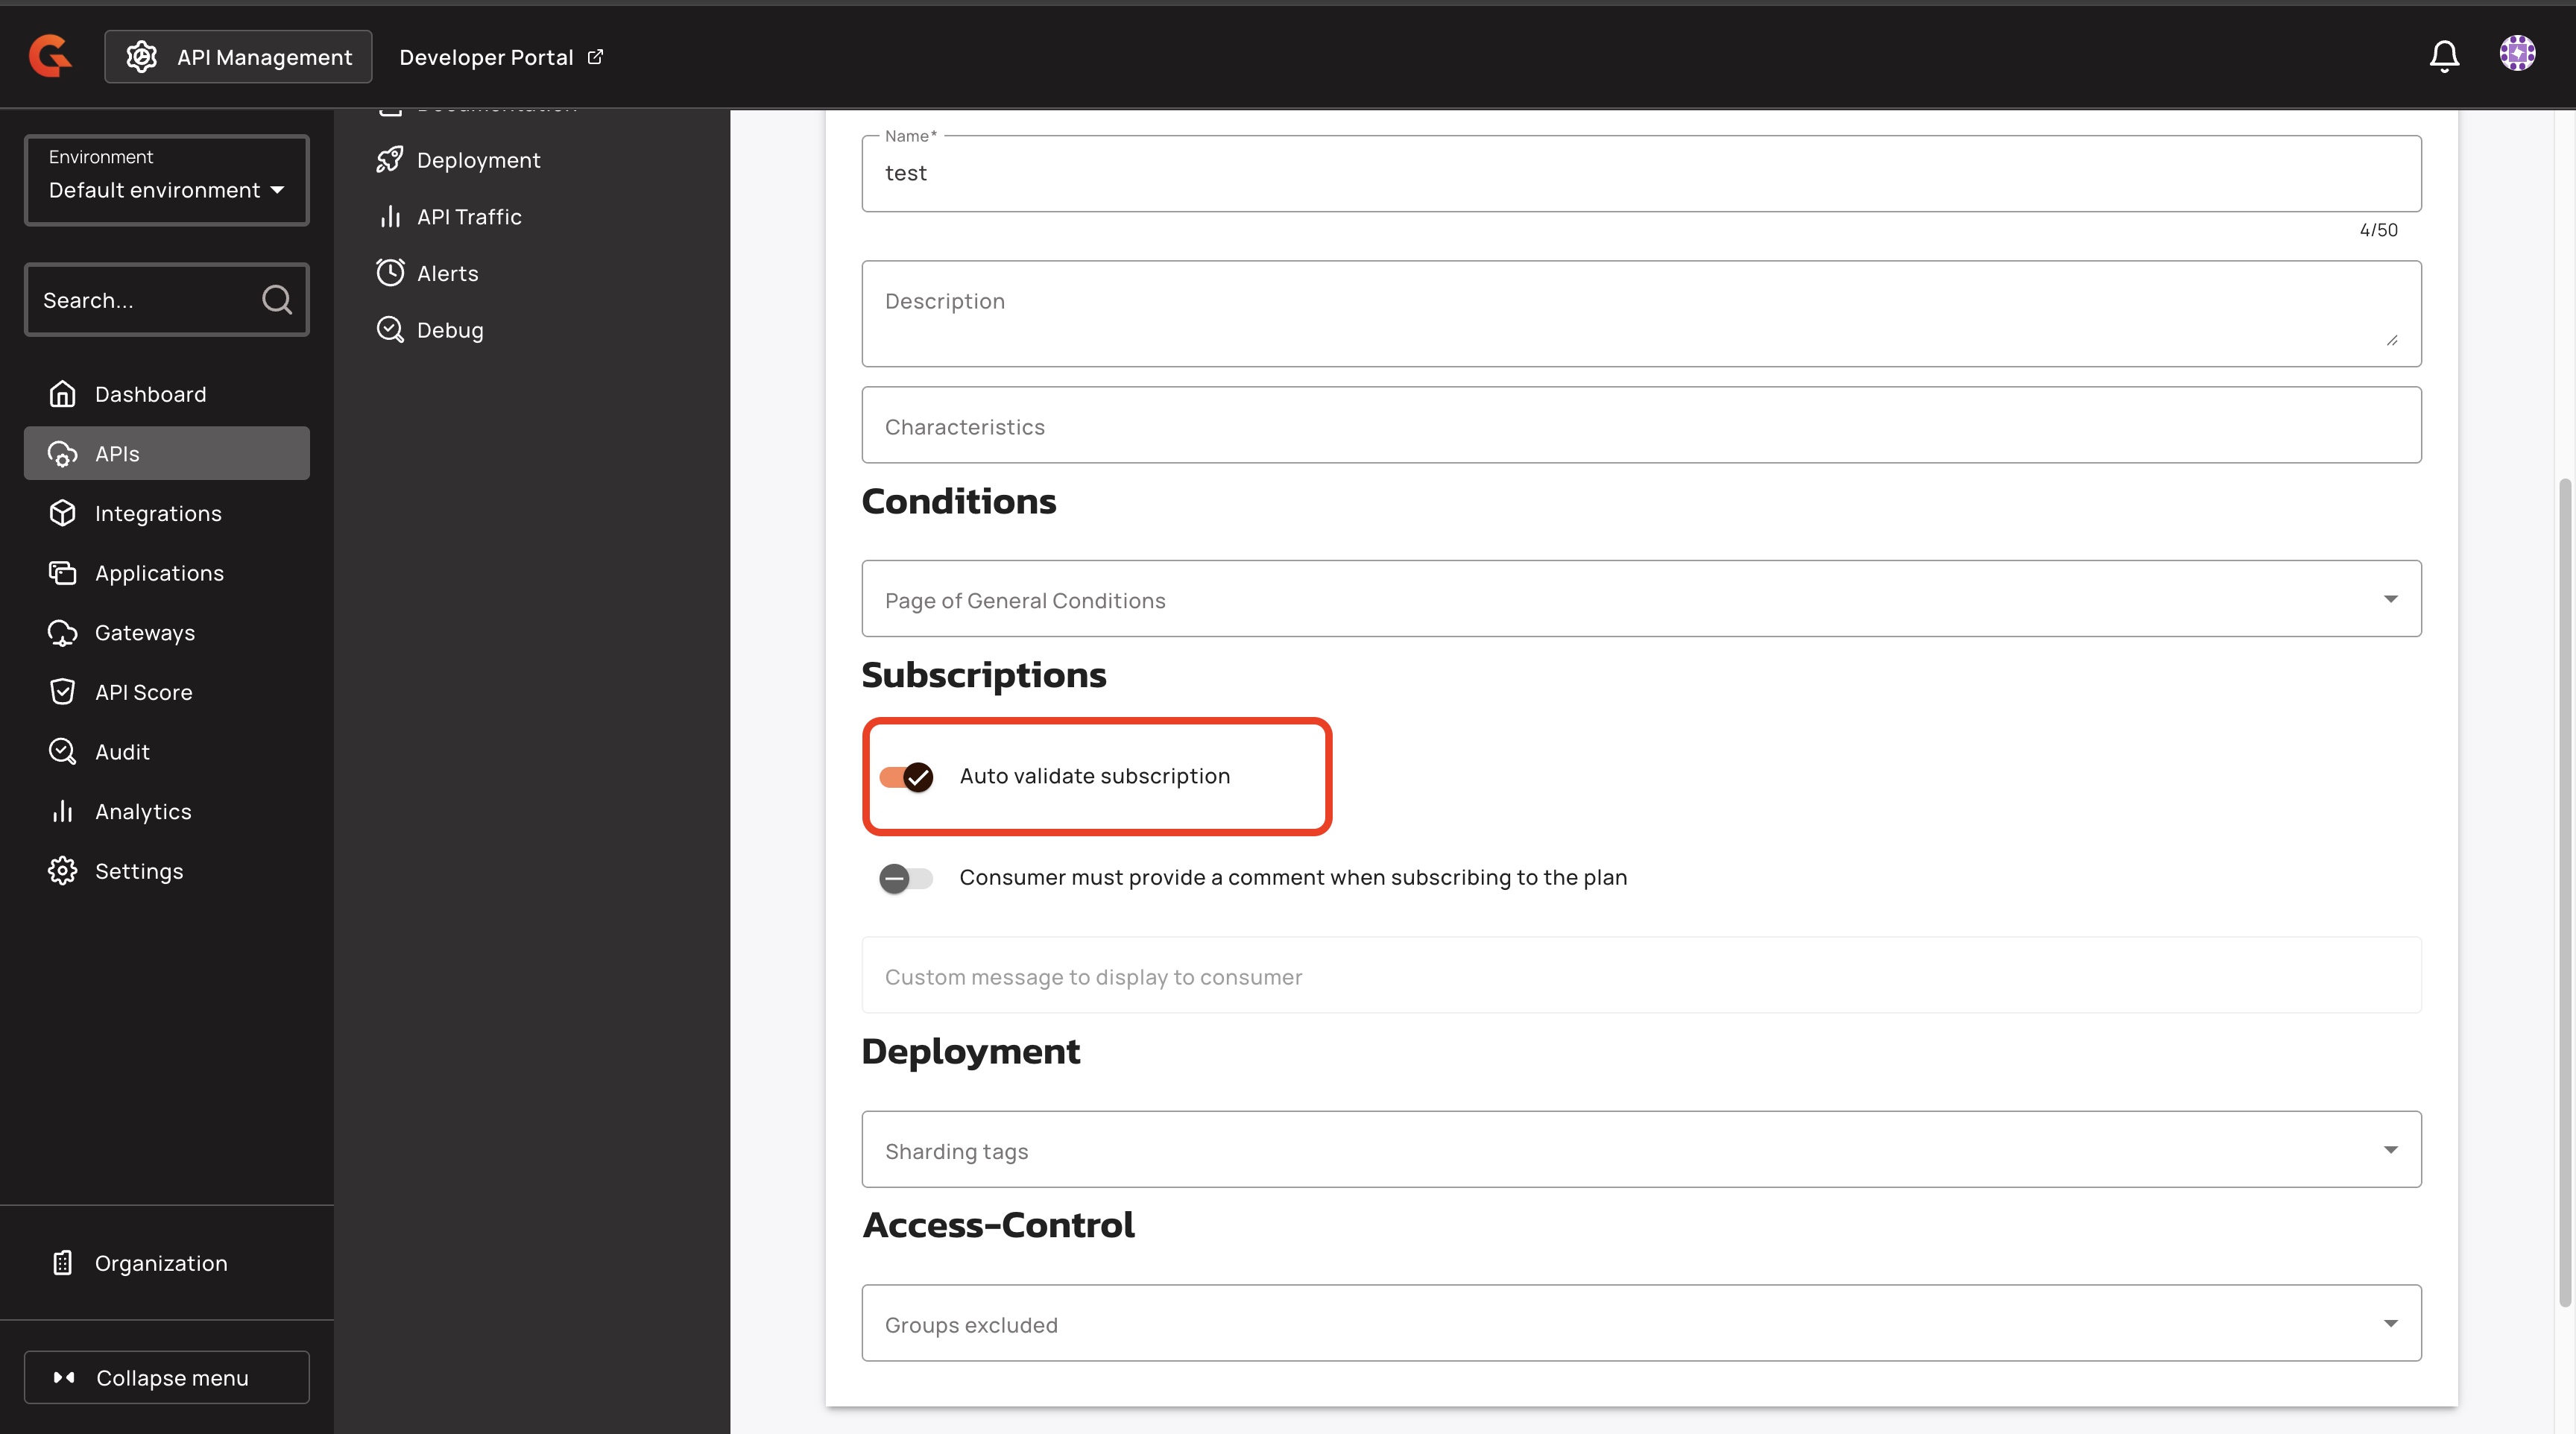 API Management
Developer Portal
Environment
Default environment
Search...
Dashboard
APIs
Integrations
Applications
Gateways
API Score
Audit
Analytics
Settings
Organization
Collapse menu
Deployment
API Traffic
Alerts
Debug
Name*
test
4/50
Description
Characteristics
Conditions
Page of General Conditions
Subscriptions
Auto validate subscription
Consumer must provide a comment when subscribing to the plan
Custom message to display to consumer
Deployment
Sharding tags
Access-Control
Groups excluded